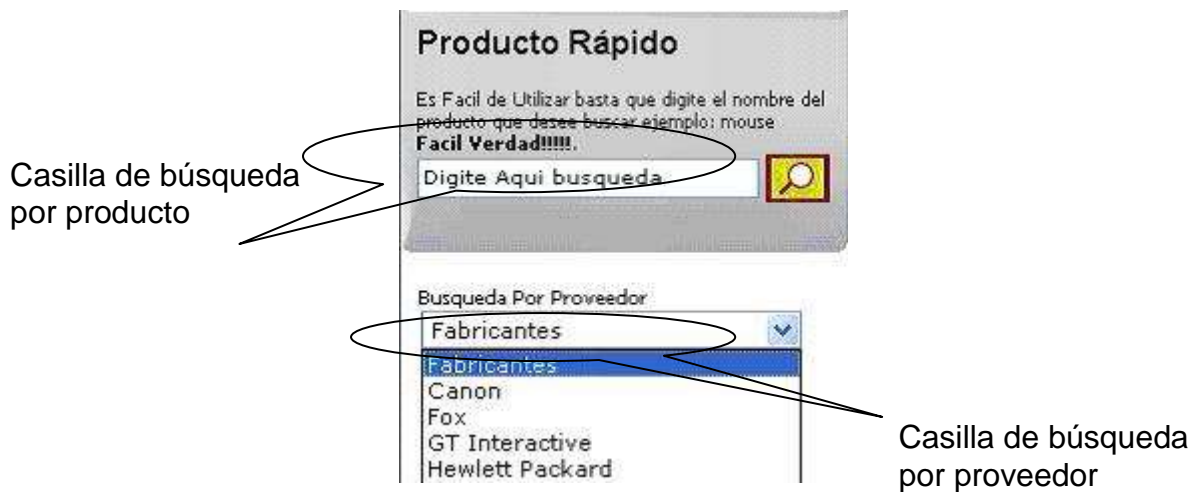 Producto Rápido
Es Facil de Utilizar basta que digite el nombre del
producto que desee buscar ejemplo: mouse
Facil Verdad!!!!!.
Digite Aqui busqueda
Casilla de búsqueda
por producto
Busqueda Por Proveedor
Fabricantes
Fabricantes
Canon
Fox
GT Interactive
Hewlett Packard
Casilla de búsqueda
por proveedor